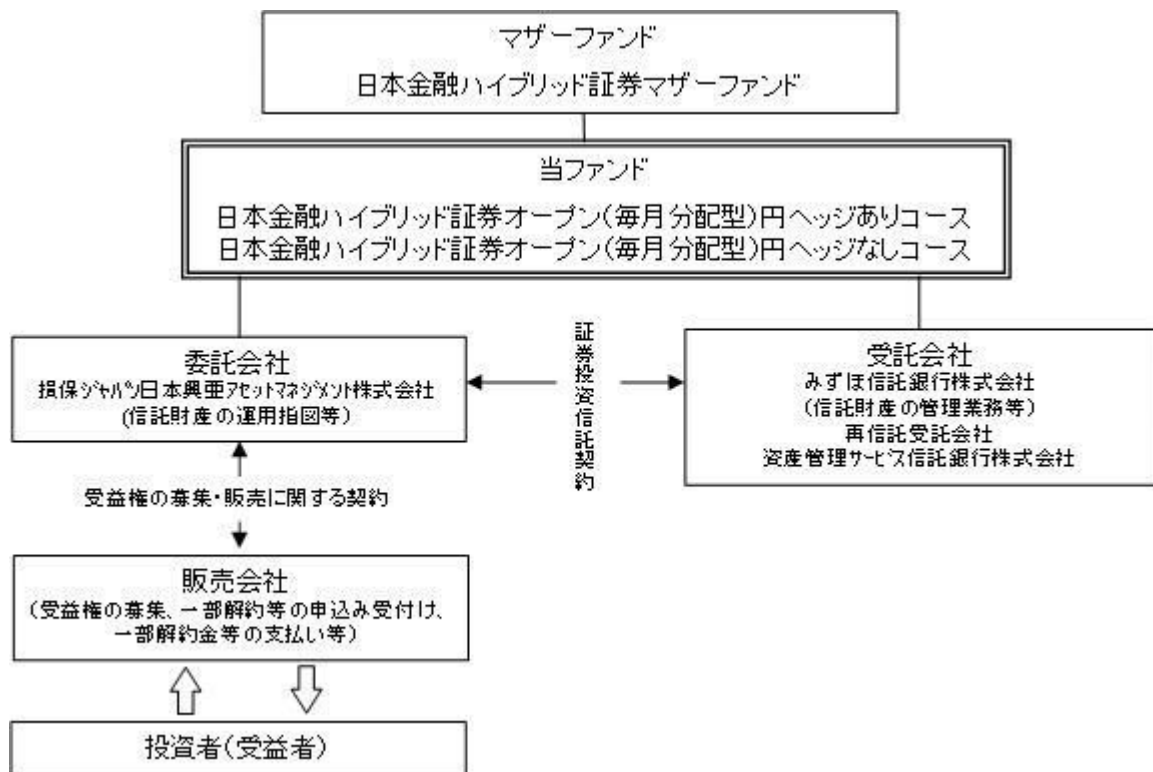 マザーファンド
日本金融ハイブリッド証券マザーファンド
当ファンド
日本金融ハイブリッド証券オープン(毎月分配型)円ヘッジありコース
日本金融ハイブリッド証券オープン(毎月分配型)円ヘッジなしコース
委託会社
損保ジャパン日本興亜アセットマネジメント株式会社
(信託財産の運用指図等)
証券投資信託契約
受託会社
みずほ信託銀行株式会社
(信託財産の管理業務等)
再信託受託会社
資産管理サービス信託銀行株式会社
受益権の募集・販売に関する契約
販売会社
(受益権の募集、一部解約等の申込み受付け、
一部解約金等の支払い等)
投資者(受益者)